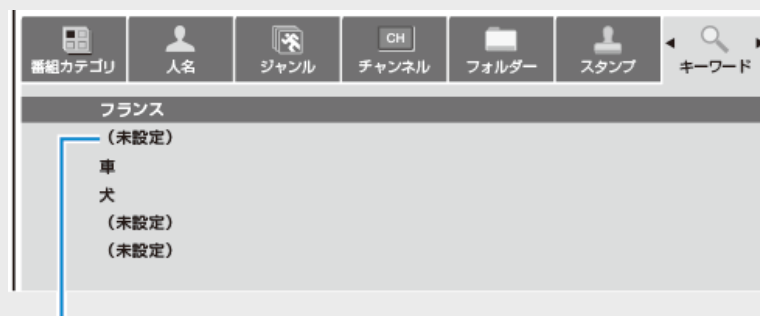 番組カテゴリ 人名 ジャンル CH チャンネル フォルダー スタンプ キーワード
フランス
（未設定）
車
犬
（未設定）
（未設定）